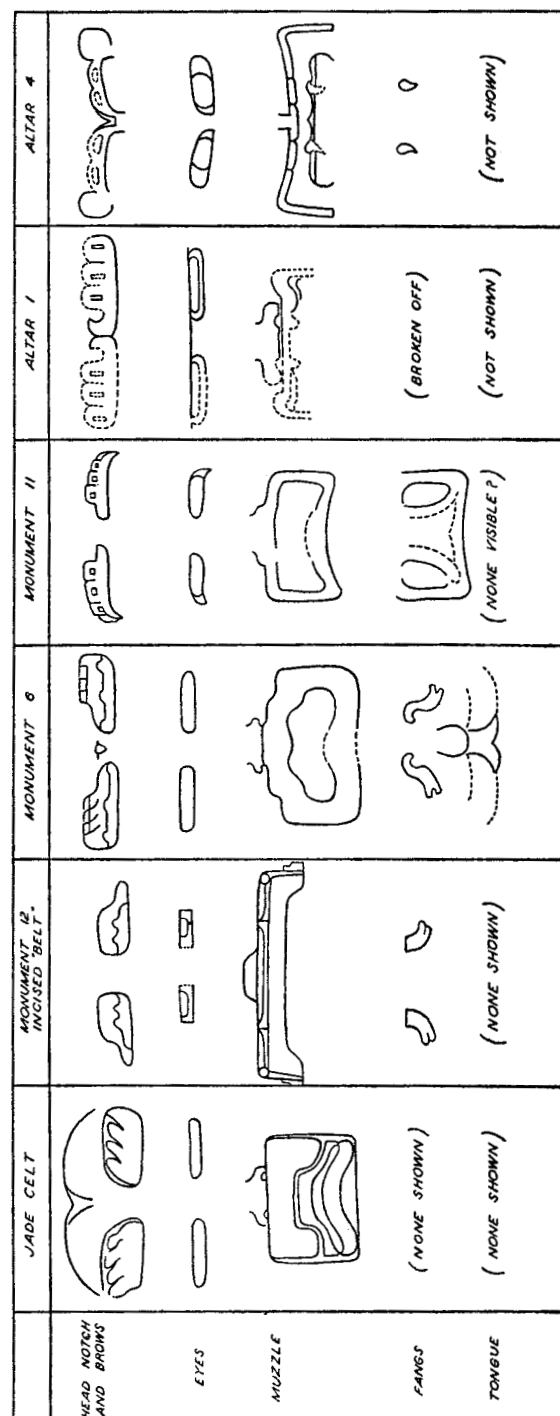 JADE CELT
MONUMENT 12
INCISED "BELT"
MONUMENT 6
MONUMENT 11
ALTAR 1
ALTAR 4
HEAD NOTCH
AND BROWS
EYES
MUZZLE
FANGS
(NONE SHOWN)
(BROKEN OFF)
TONGUE
(NONE SHOWN)
(NONE SHOWN)
(NONE VISIBLE?)
(NOT SHOWN)
(NOT SHOWN)